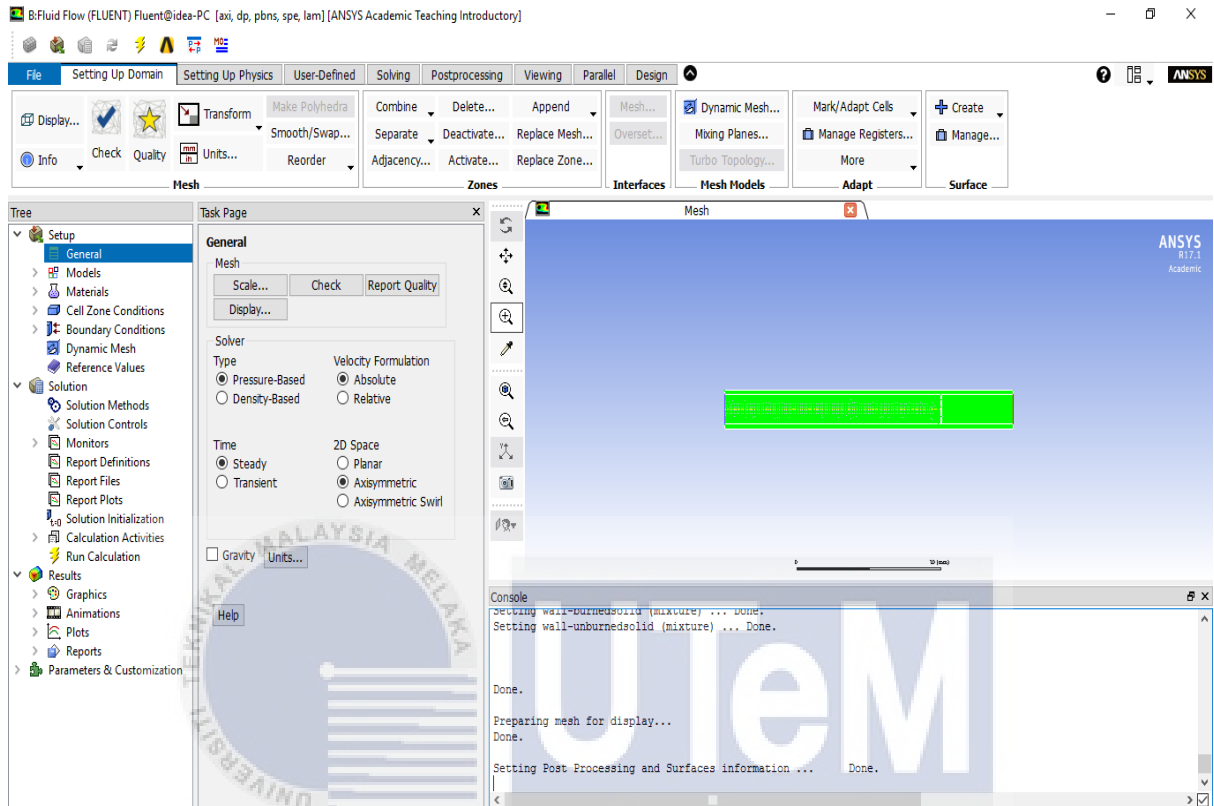 B:Fluid Flow (FLUENT) Fluent@idea-PC [axi, dp, pbns, spe, lam] [ANSYS Academic Teaching Introductory]
File Setting Up Domain Setting Up Physics User-Defined Solving Postprocessing Viewing Parallel Design ANSYS
Display... Transform Make Polyhedra Combine Delete... Append Mesh... Dynamic Mesh... Mark/Adapt Cells Create
Smooth/Swap... Separate Deactivate... Replace Mesh... Overset... Mixing Planes... Manage Registers... Manage...
Info Check Quality Units... Reorder Adjacency... Activate... Replace Zone... Turbo Topology... More
Mesh Zones Interfaces Mesh Models Adapt Surface
Tree
Setup
General
Models
Materials
Cell Zone Conditions
Boundary Conditions
Dynamic Mesh
Reference Values
Solution
Solution Methods
Solution Controls
Monitors
Report Definitions
Report Files
Report Plots
t=0 Solution Initialization
Calculation Activities
Run Calculation
Results
Graphics
Animations
Plots
Reports
Parameters & Customization
Task Page
General
Mesh
Scale... Check Report Quality
Display...
Solver
Type Velocity Formulation
Pressure-Based Absolute
Density-Based Relative
Time 2D Space
Steady Planar
Transient Axisymmetric
Axisymmetric Swirl
Gravity Units...
Help
Mesh
ANSYS
R17.1
Academic
Console
Setting wall-burnedsolid (mixture) ... Done.
Setting wall-unburnedsolid (mixture) ... Done.
Done.
Preparing mesh for display...
Done.
Setting Post Processing and Surfaces information ... Done.
UNIVERSITI TEKNIKAL MALAYSIA MELAKA
UTeM